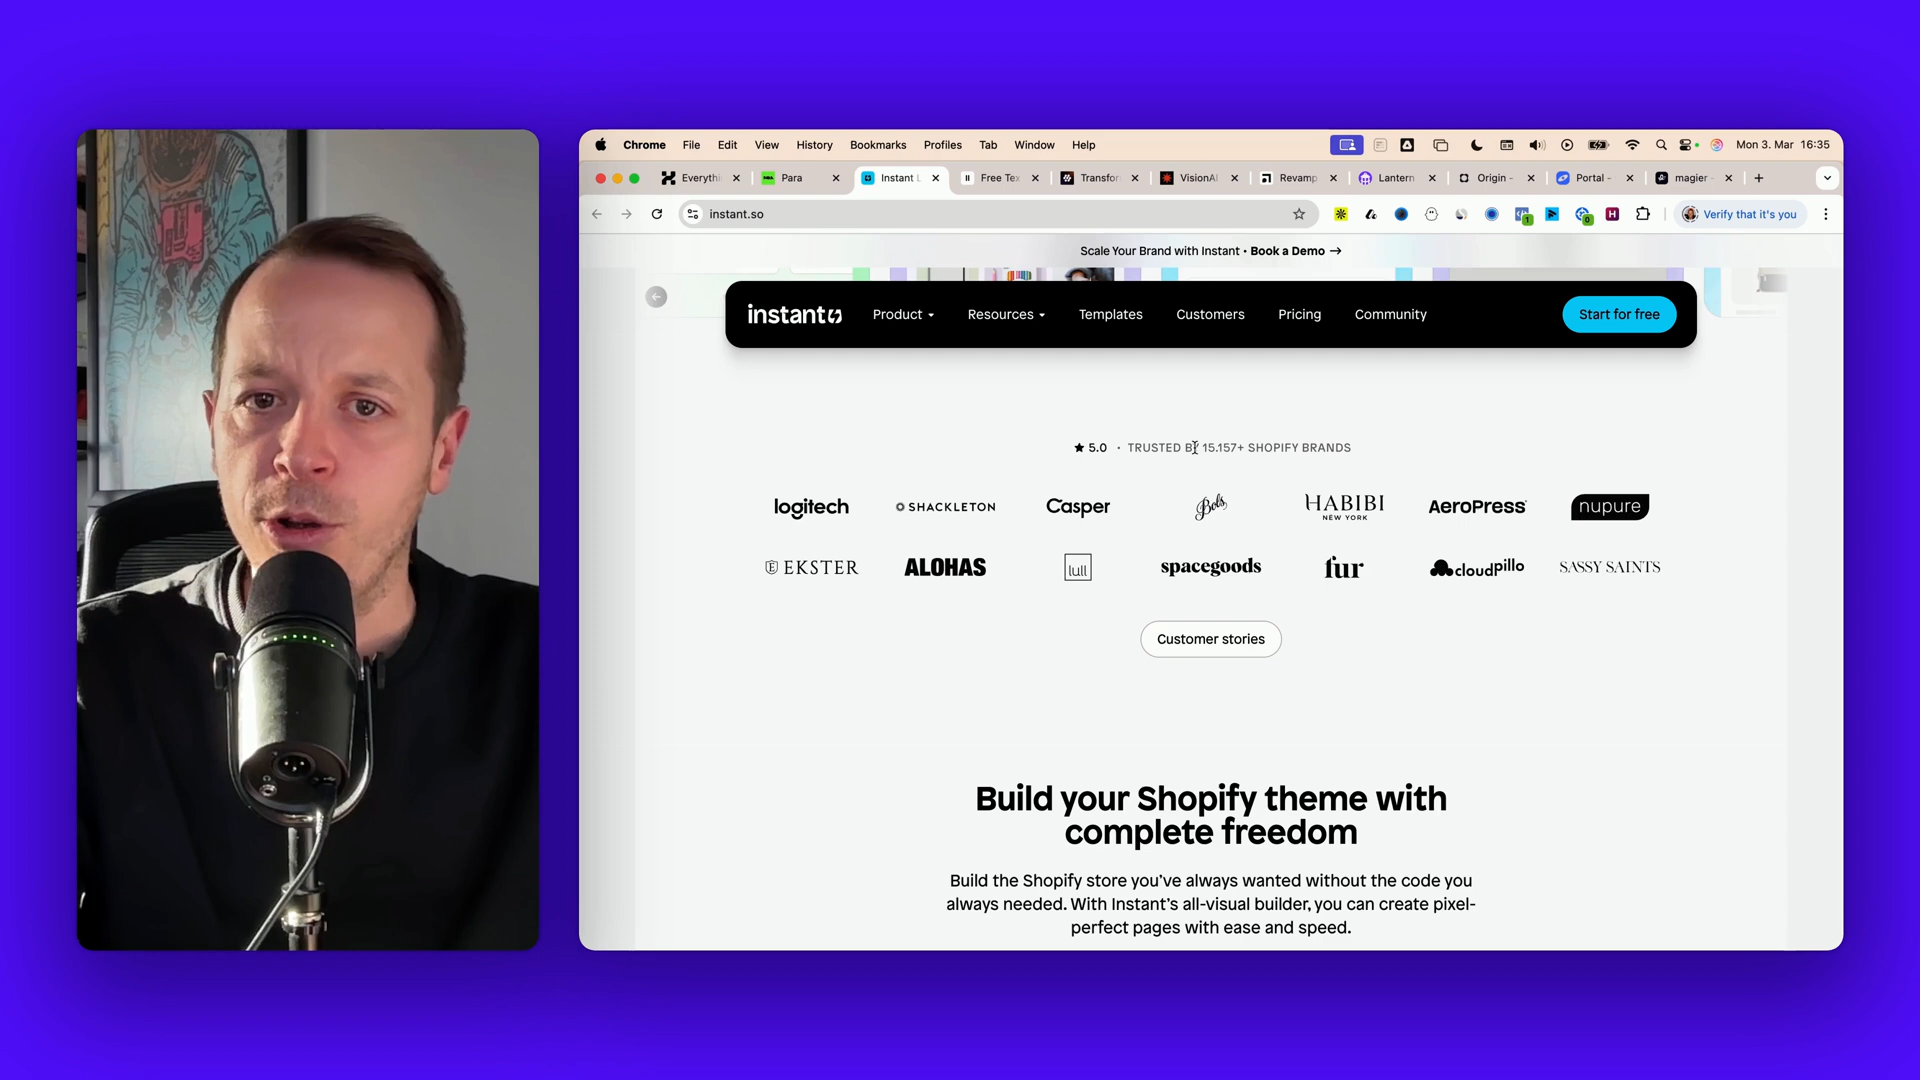 Chrome File Edit View History Bookmarks Profiles Tab Window Help
Mon 3. Mar 16:35
Everythi
Para
Instant L
Free Tex
Transfor
VisionAI
Revamp
Lantern
Origin -
Portal -
magier
instant.so
1
0
Verify that it's you
Scale Your Brand with Instant • Book a Demo →
instant
Product
Resources
Templates
Customers
Pricing
Community
Start for free
★ 5.0 · TRUSTED BY 15.157+ SHOPIFY BRANDS
logitech
SHACKLETON
Casper
Bols
HABIBI
NEW YORK
AeroPress
nupure
EKSTER
ALOHAS
lull
spacegoods
fur
cloudpillo
SASSY SAINTS
Customer stories
Build your Shopify theme with
complete freedom
Build the Shopify store you’ve always wanted without the code you
always needed. With Instant’s all-visual builder, you can create pixel-
perfect pages with ease and speed.